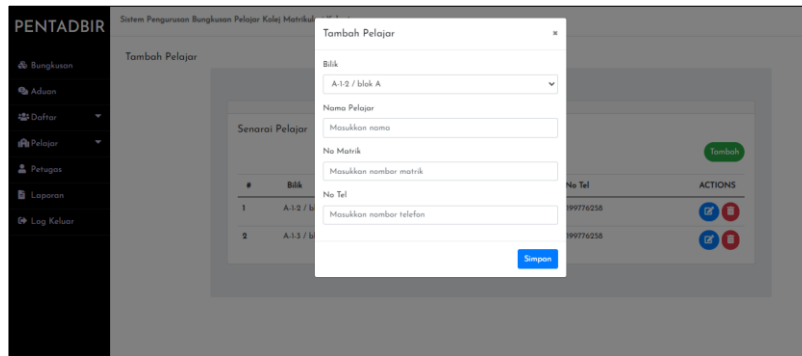 PENTADBIR
Bungkusan
Aduan
Daftar
Pelajar
Petugas
Laporan
Log Keluar
Sistem Pengurusan Bungkusan Pelajar Kolej
Tambah Pelajar
Senarai Pelajar
Tambah
# Bilik No Tel ACTIONS
1 A-1-2 / bl 199776258
2 A-1-3 / bl 199776258
Tambah Pelajar ×
Bilik
A-1-2 / blok A
Nama Pelajar
Masukkan nama
No Matrik
Masukkan nombor matrik
No Tel
Masukkan nombor telefon
Simpan